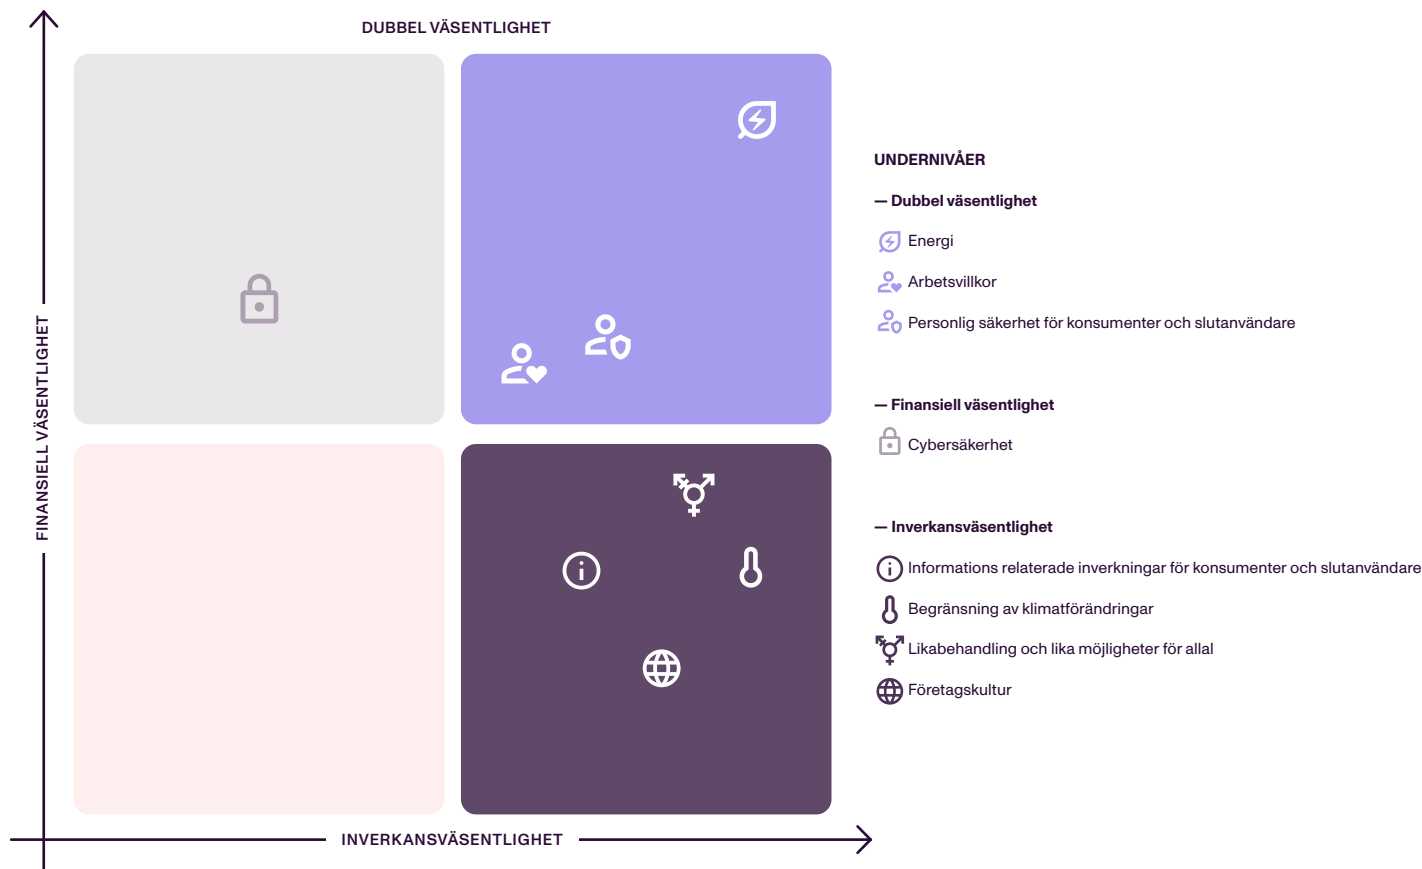 DUBBEL VÄSENTLIGHET
FINANSIELL VÄSENTLIGHET
INVERKANSVÄSENTLIGHET
UNDERNIVÅER
— Dubbel väsentlighet
Energi
Arbetsvillkor
Personlig säkerhet för konsumenter och slutanvändare
— Finansiell väsentlighet
Cybersäkerhet
— Inverkansväsentlighet
Informations relaterade inverkningar för konsumenter och slutanvändare
Begränsning av klimatförändringar
Likabehandling och lika möjligheter för allal
Företagskultur